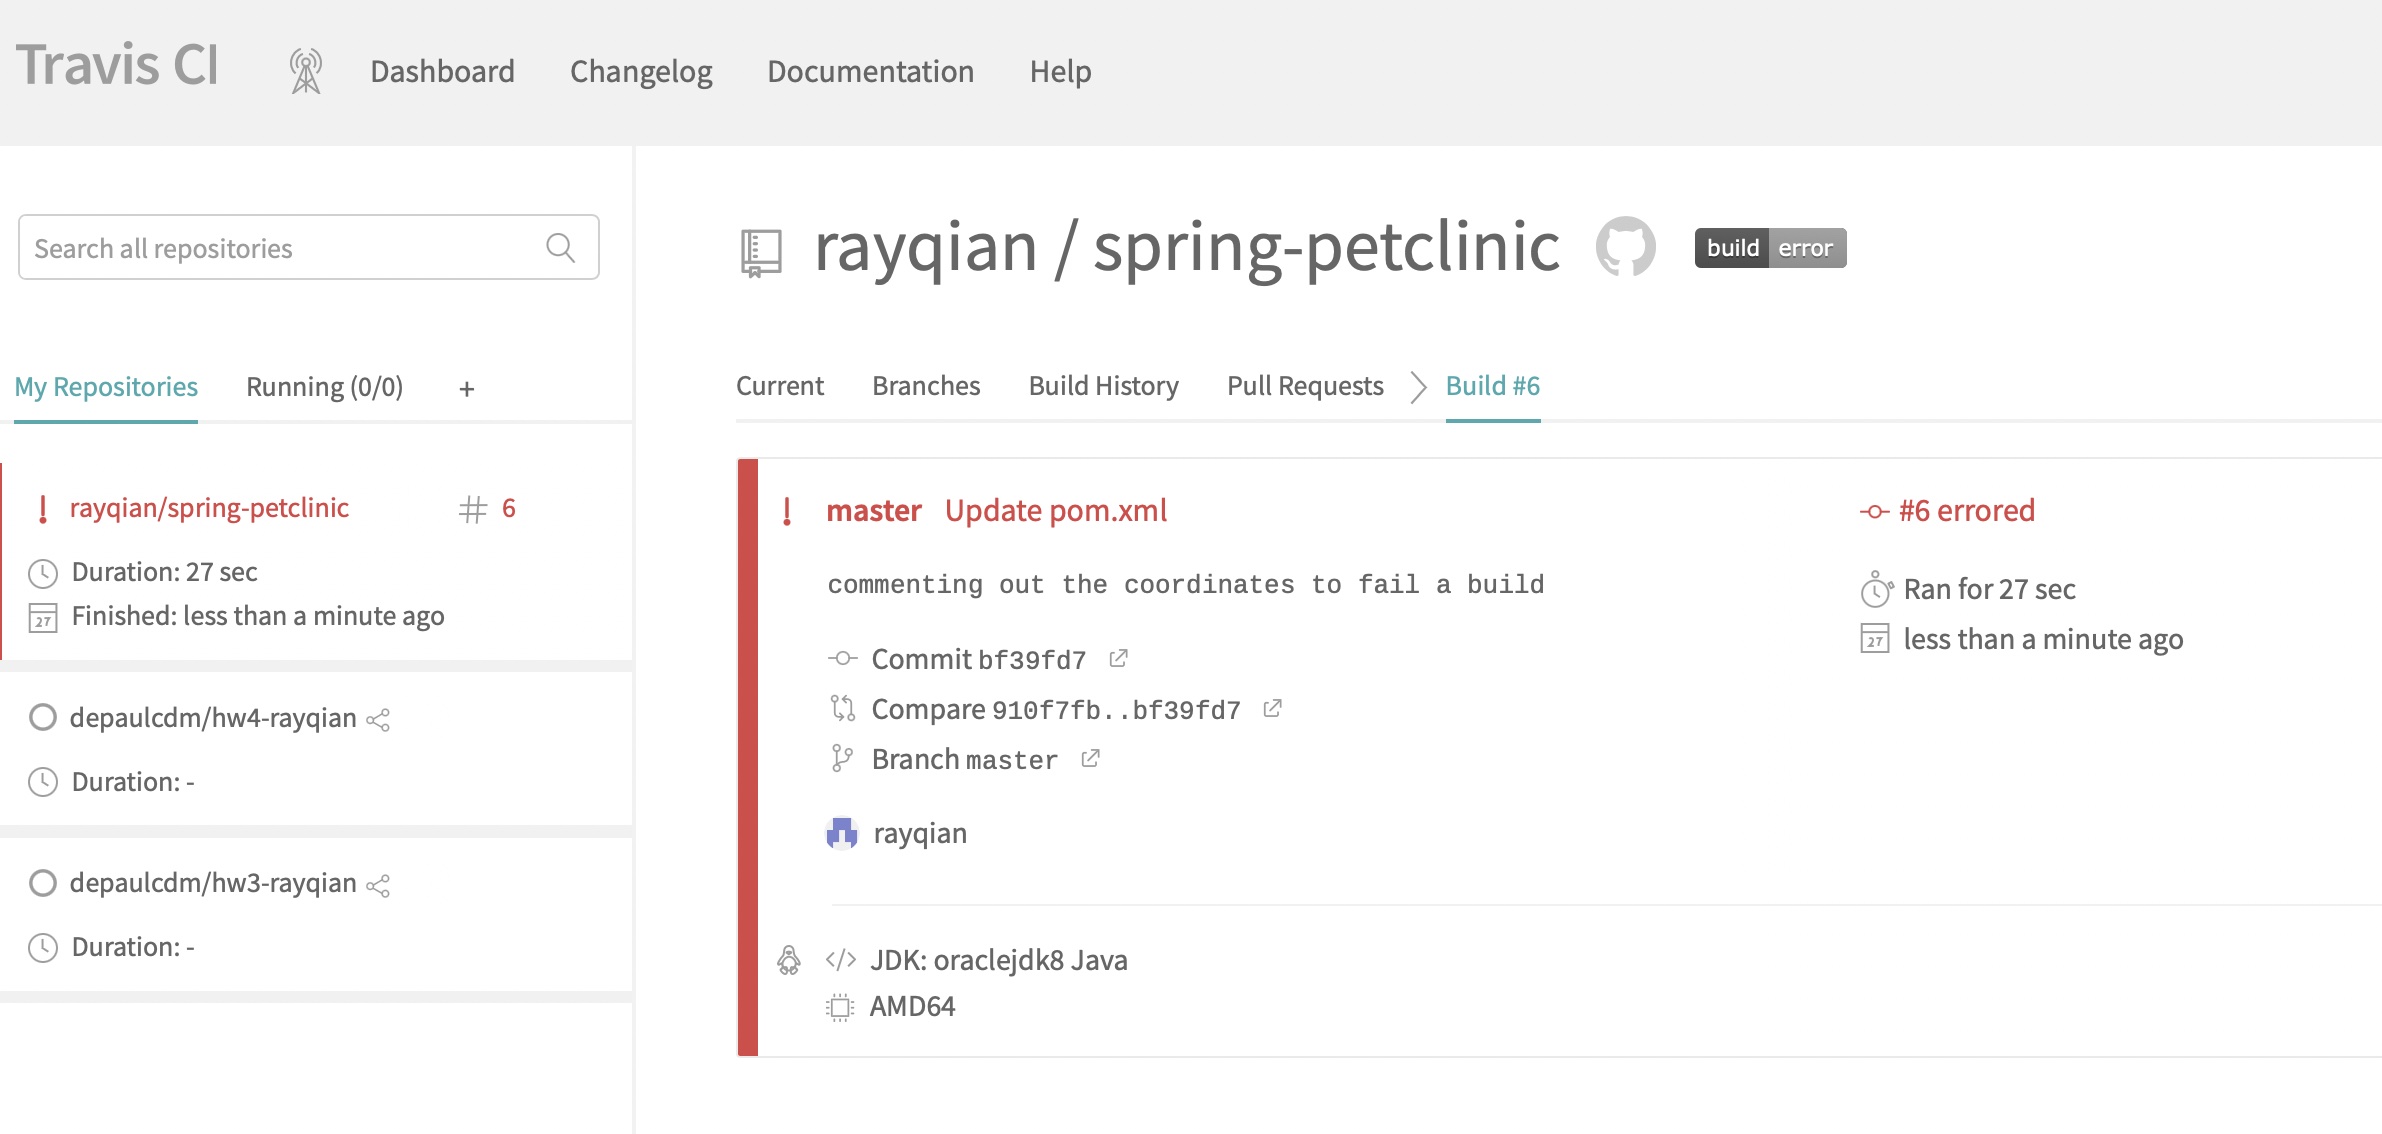 Travis CI
Dashboard
Changelog
Documentation
Help
Search all repositories
My Repositories
Running (0/0)
+
rayqian/spring-petclinic
# 6
Duration: 27 sec
27
Finished: less than a minute ago
depaulcdm/hw4-rayqian
Duration: -
depaulcdm/hw3-rayqian
Duration: -
rayqian / spring-petclinic
build error
Current
Branches
Build History
Pull Requests
Build #6
! master Update pom.xml
commenting out the coordinates to fail a build
Commit bf39fd7
Compare 910f7fb..bf39fd7
Branch master
rayqian
#6 errored
Ran for 27 sec
27
less than a minute ago
</> JDK: oraclejdk8 Java
AMD64